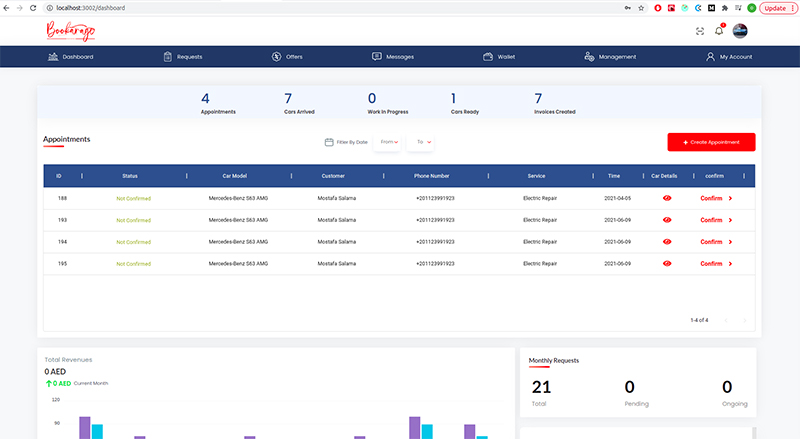 localhost:3002/dashboard
Update
Bookarago
1
Dashboard Requests Offers Messages Wallet Management My Account
4 7 0 1 7
Appointments Cars Arrived Work In Progress Cars Ready Invoices Created
Appointments Filter By Date From To + Create Appointment
ID Status Car Model Customer Phone Number Service Time Car Details confirm
188 Not Confirmed Mercedes-Benz S63 AMG Mostafa Salama +201123991923 Electric Repair 2021-04-05 Confirm
193 Not Confirmed Mercedes-Benz S63 AMG Mostafa Salama +201123991923 Electric Repair 2021-06-09 Confirm
194 Not Confirmed Mercedes-Benz S63 AMG Mostafa Salama +201123991923 Electric Repair 2021-06-09 Confirm
195 Not Confirmed Mercedes-Benz S63 AMG Mostafa Salama +201123991923 Electric Repair 2021-06-09 Confirm
1-4 of 4
Total Revenues
0 AED
0 AED Current Month
120
90
Monthly Requests
21 0 0
Total Pending Ongoing